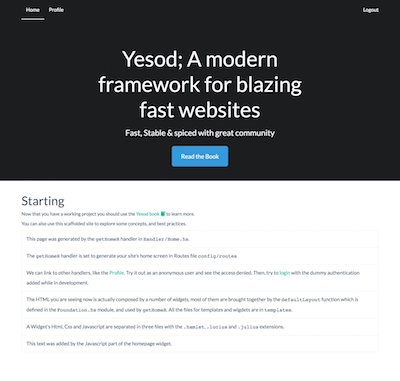 Home Profile Logout
Yesod; A modern
framework for blazing
fast websites
Fast, Stable & spiced with great community
Read the Book
Starting
Now that you have a working project you should use the Yesod book to learn more.
You can also use this scaffolded site to explore some concepts, and best practices.
This page was generated by the getHomeR handler in Handler/Home.hs.
The getHomeR handler is set to generate your site's home screen in Routes file config/routes
We can link to other handlers, like the Profile. Try it out as an anonymous user and see the access denied. Then, try to login with the dummy authentication
added while in development.
The HTML you are seeing now is actually composed by a number of widgets, most of them are brought together by the defaultLayout function which is
defined in the Foundation.hs module, and used by getHomeR. All the files for templates and wigdets are in templates.
A Widget's Html, Css and Javascript are separated in three files with the .hamlet, .lucius and .julius extensions.
This text was added by the Javascript part of the homepage widget.